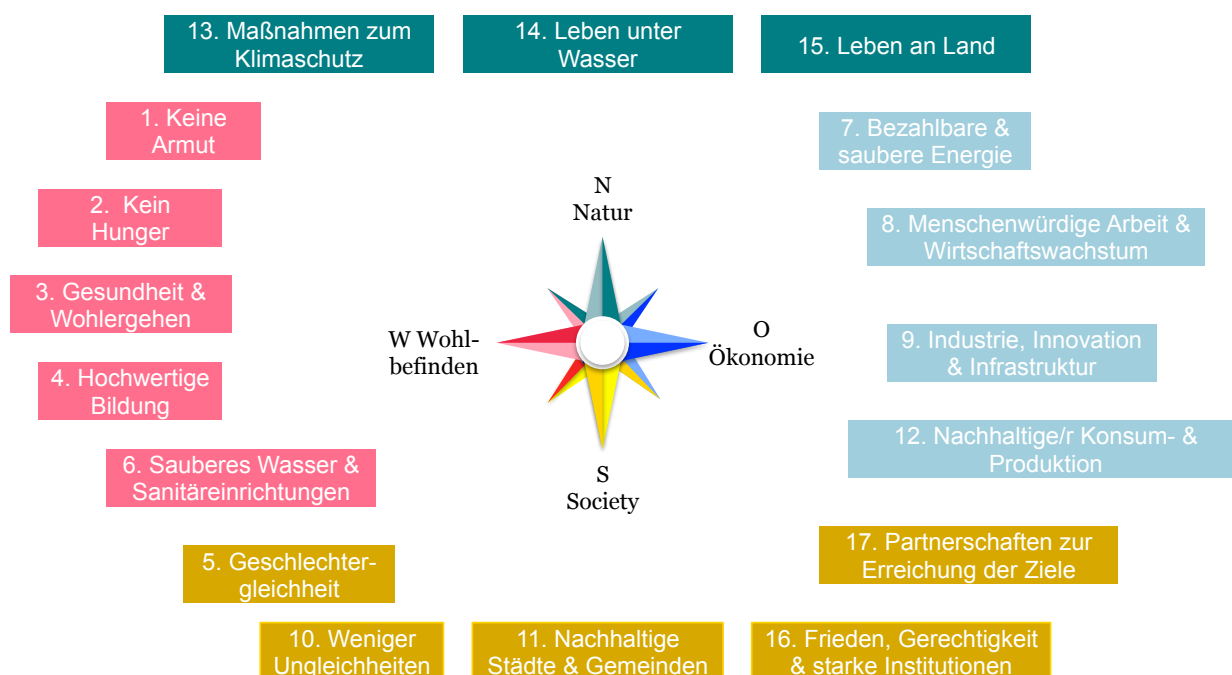 13. Maßnahmen zum
Klimaschutz
14. Leben unter
Wasser
15. Leben an Land
1. Keine
Armut
7. Bezahlbare &
saubere Energie
2. Kein
Hunger
N
Natur
8. Menschenwürdige Arbeit &
Wirtschaftswachstum
3. Gesundheit &
Wohlergehen
W Wohl-
befinden
O
Ökonomie
9. Industrie, Innovation
& Infrastruktur
4. Hochwertige
Bildung
12. Nachhaltige/r Konsum- &
Produktion
6. Sauberes Wasser &
Sanitäreinrichtungen
S
Society
5. Geschlechter-
gleichheit
17. Partnerschaften zur
Erreichung der Ziele
10. Weniger
Ungleichheiten
11. Nachhaltige
Städte & Gemeinden
16. Frieden, Gerechtigkeit
& starke Institutionen